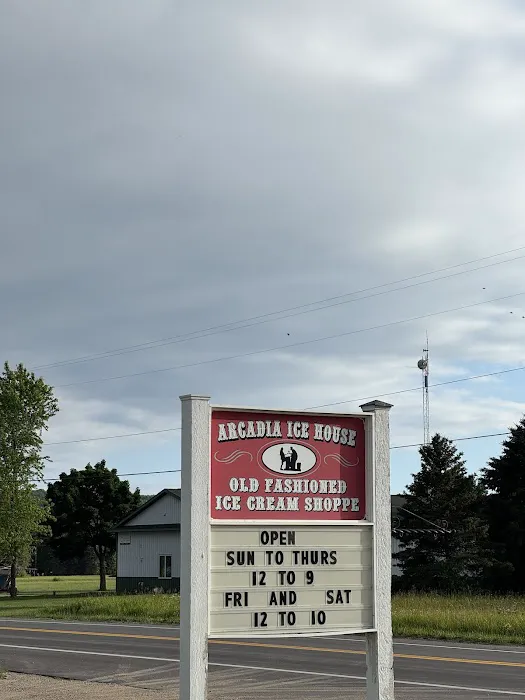 ARCADIA ICE HOUSE
OLD FASHIONED
ICE CREAM SHOPPE
OPEN
SUN TO THURS
12 TO 9
FRI AND SAT
12 TO 10